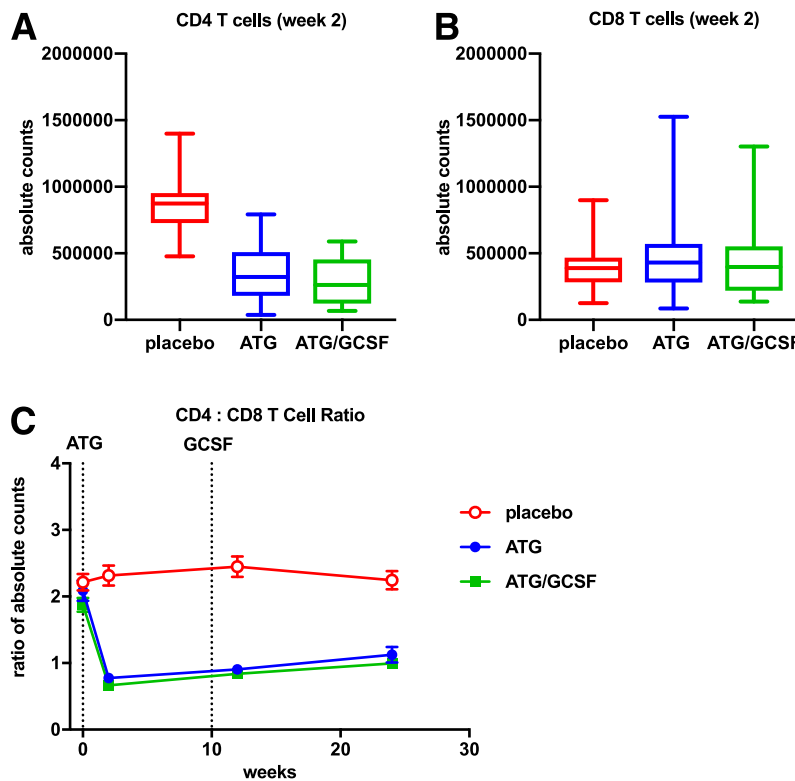 A
CD4 T cells (week 2)
absolute counts
2000000
1500000
1000000
500000
0
placebo ATG ATG/GCSF
B
CD8 T cells (week 2)
absolute counts
2000000
1500000
1000000
500000
0
placebo ATG ATG/GCSF
C
CD4 : CD8 T Cell Ratio
ATG GCSF
ratio of absolute counts
4
3
2
1
0
0 10 20 30
weeks
placebo
ATG
ATG/GCSF